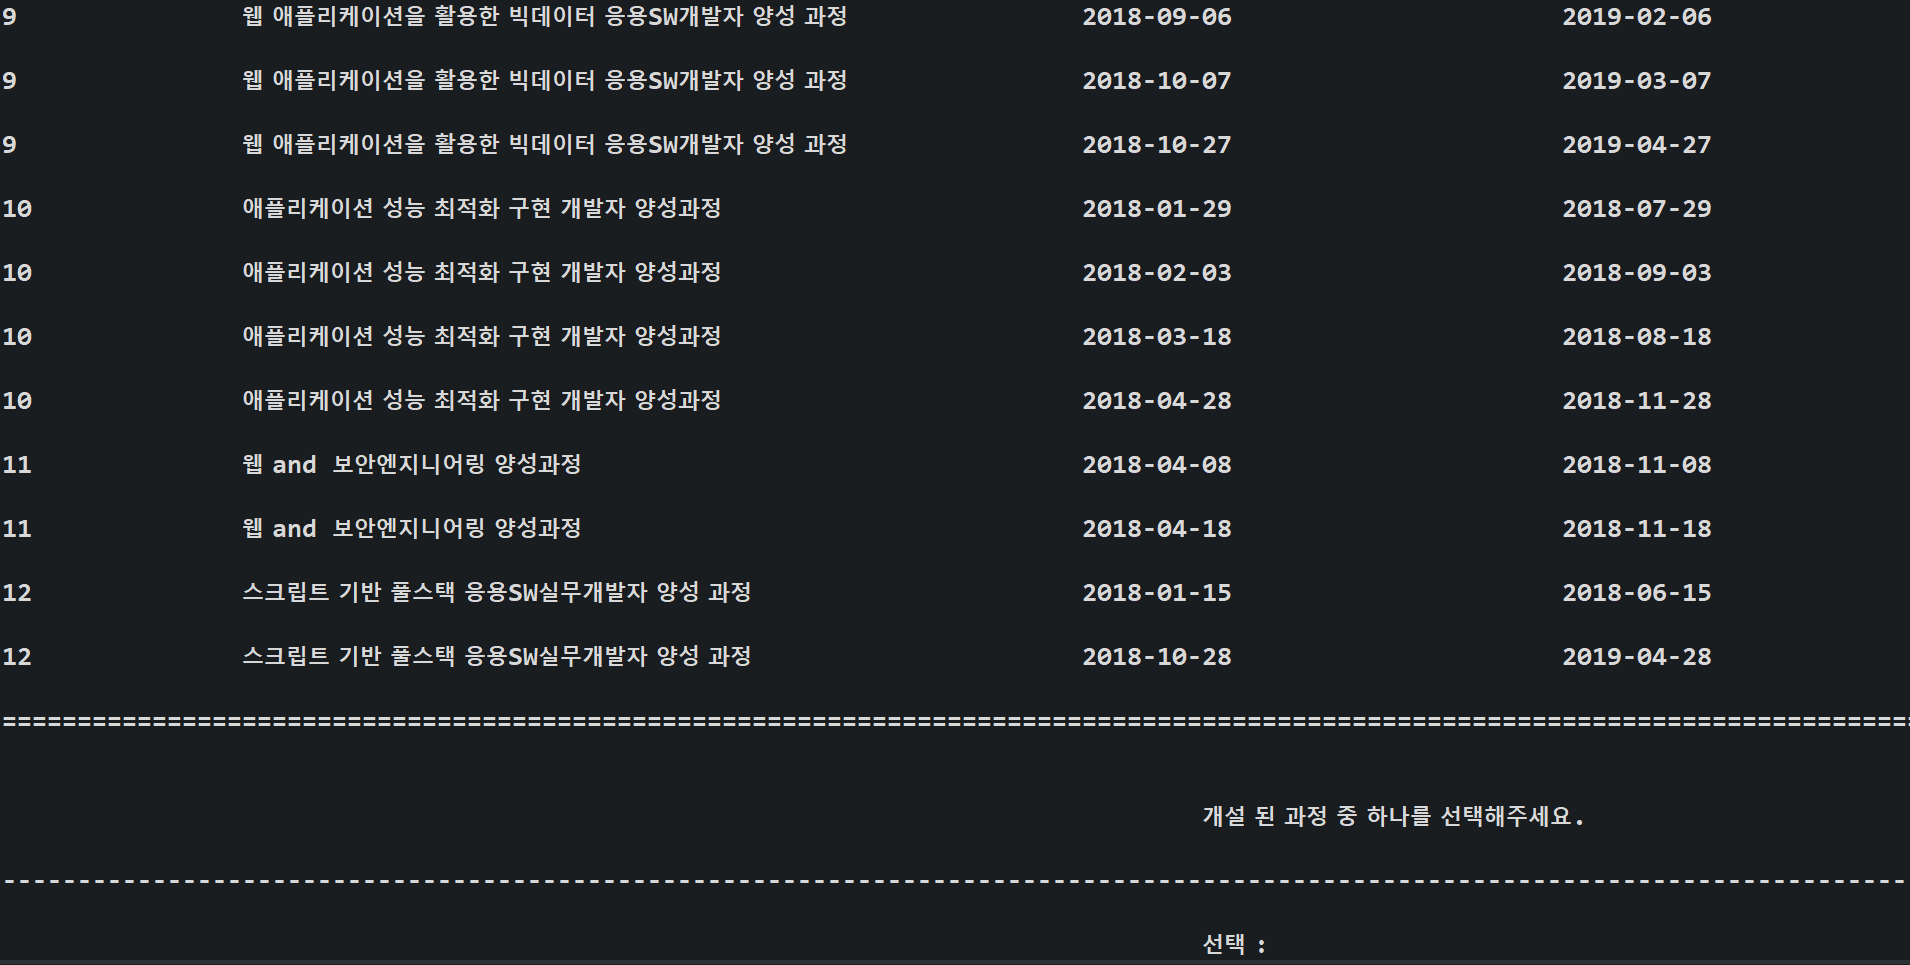 9 웹 애플리케이션을 활용한 빅데이터 응용SW개발자 양성 과정 2018-09-06 2019-02-06
9 웹 애플리케이션을 활용한 빅데이터 응용SW개발자 양성 과정 2018-10-07 2019-03-07
9 웹 애플리케이션을 활용한 빅데이터 응용SW개발자 양성 과정 2018-10-27 2019-04-27
10 애플리케이션 성능 최적화 구현 개발자 양성과정 2018-01-29 2018-07-29
10 애플리케이션 성능 최적화 구현 개발자 양성과정 2018-02-03 2018-09-03
10 애플리케이션 성능 최적화 구현 개발자 양성과정 2018-03-18 2018-08-18
10 애플리케이션 성능 최적화 구현 개발자 양성과정 2018-04-28 2018-11-28
11 웹 and 보안엔지니어링 양성과정 2018-04-08 2018-11-08
11 웹 and 보안엔지니어링 양성과정 2018-04-18 2018-11-18
12 스크립트 기반 풀스택 응용SW실무개발자 양성 과정 2018-01-15 2018-06-15
12 스크립트 기반 풀스택 응용SW실무개발자 양성 과정 2018-10-28 2019-04-28
개설 된 과정 중 하나를 선택해주세요.
선택 :